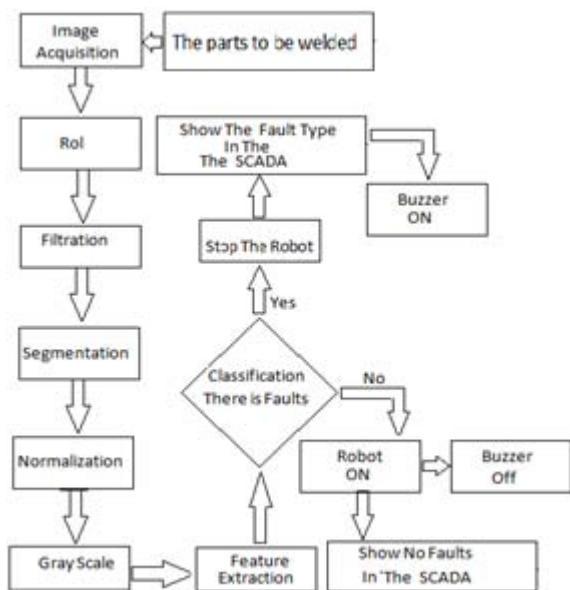 Image
Acquisition
The parts to be welded
RoI
Filtration
Segmentation
Normalization
Gray Scale
Feature
Extraction
Classification
There is Faults
Yes
Stop The Robot
Show The Fault Type
In The
The SCADA
Buzzer
ON
No
Robot
ON
Buzzer
Off
Show No Faults
In The SCADA